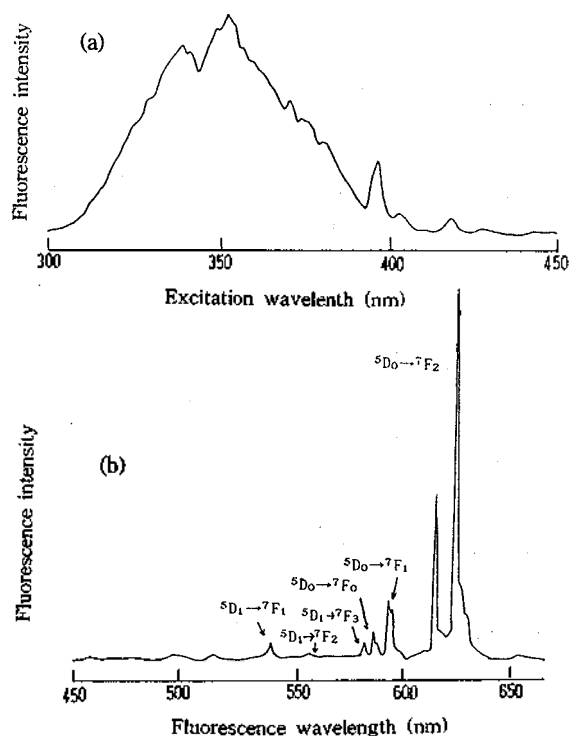 (a)
Fluorescence intensity
300 350 400 450
Excitation wavelenth (nm)
⁵D₀→⁷F₂
(b)
Fluorescence intensity
⁵D₀→⁷F₁
⁵D₀→⁷F₀
⁵D₁→⁷F₁ ⁵D₁→⁷F₃
⁵D₁→⁷F₂
450 500 550 600 650
Fluorescence wavelength (nm)